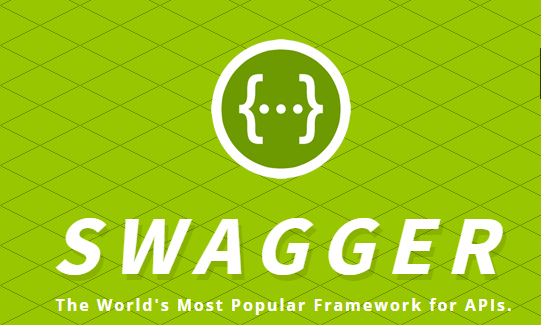 {...}
SWAGGER
The World's Most Popular Framework for APIs.